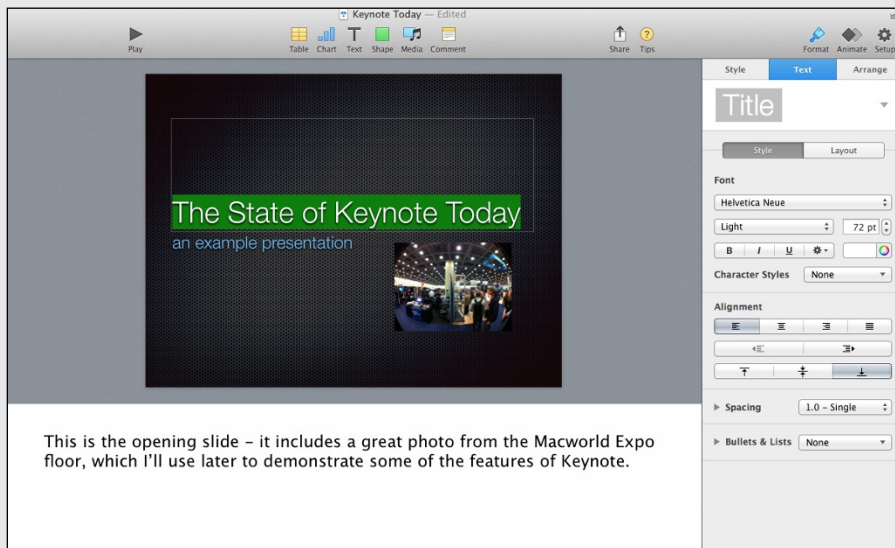 Keynote Today — Edited
Play
Table Chart Text Shape Media Comment
Share Tips
Format Animate Setup
Style Text Arrange
Title
Style Layout
Font
Helvetica Neue
Light 72 pt
B I U
Character Styles None
Alignment
Spacing 1.0 – Single
Bullets & Lists None
The State of Keynote Today
an example presentation
This is the opening slide – it includes a great photo from the Macworld Expo
floor, which I'll use later to demonstrate some of the features of Keynote.